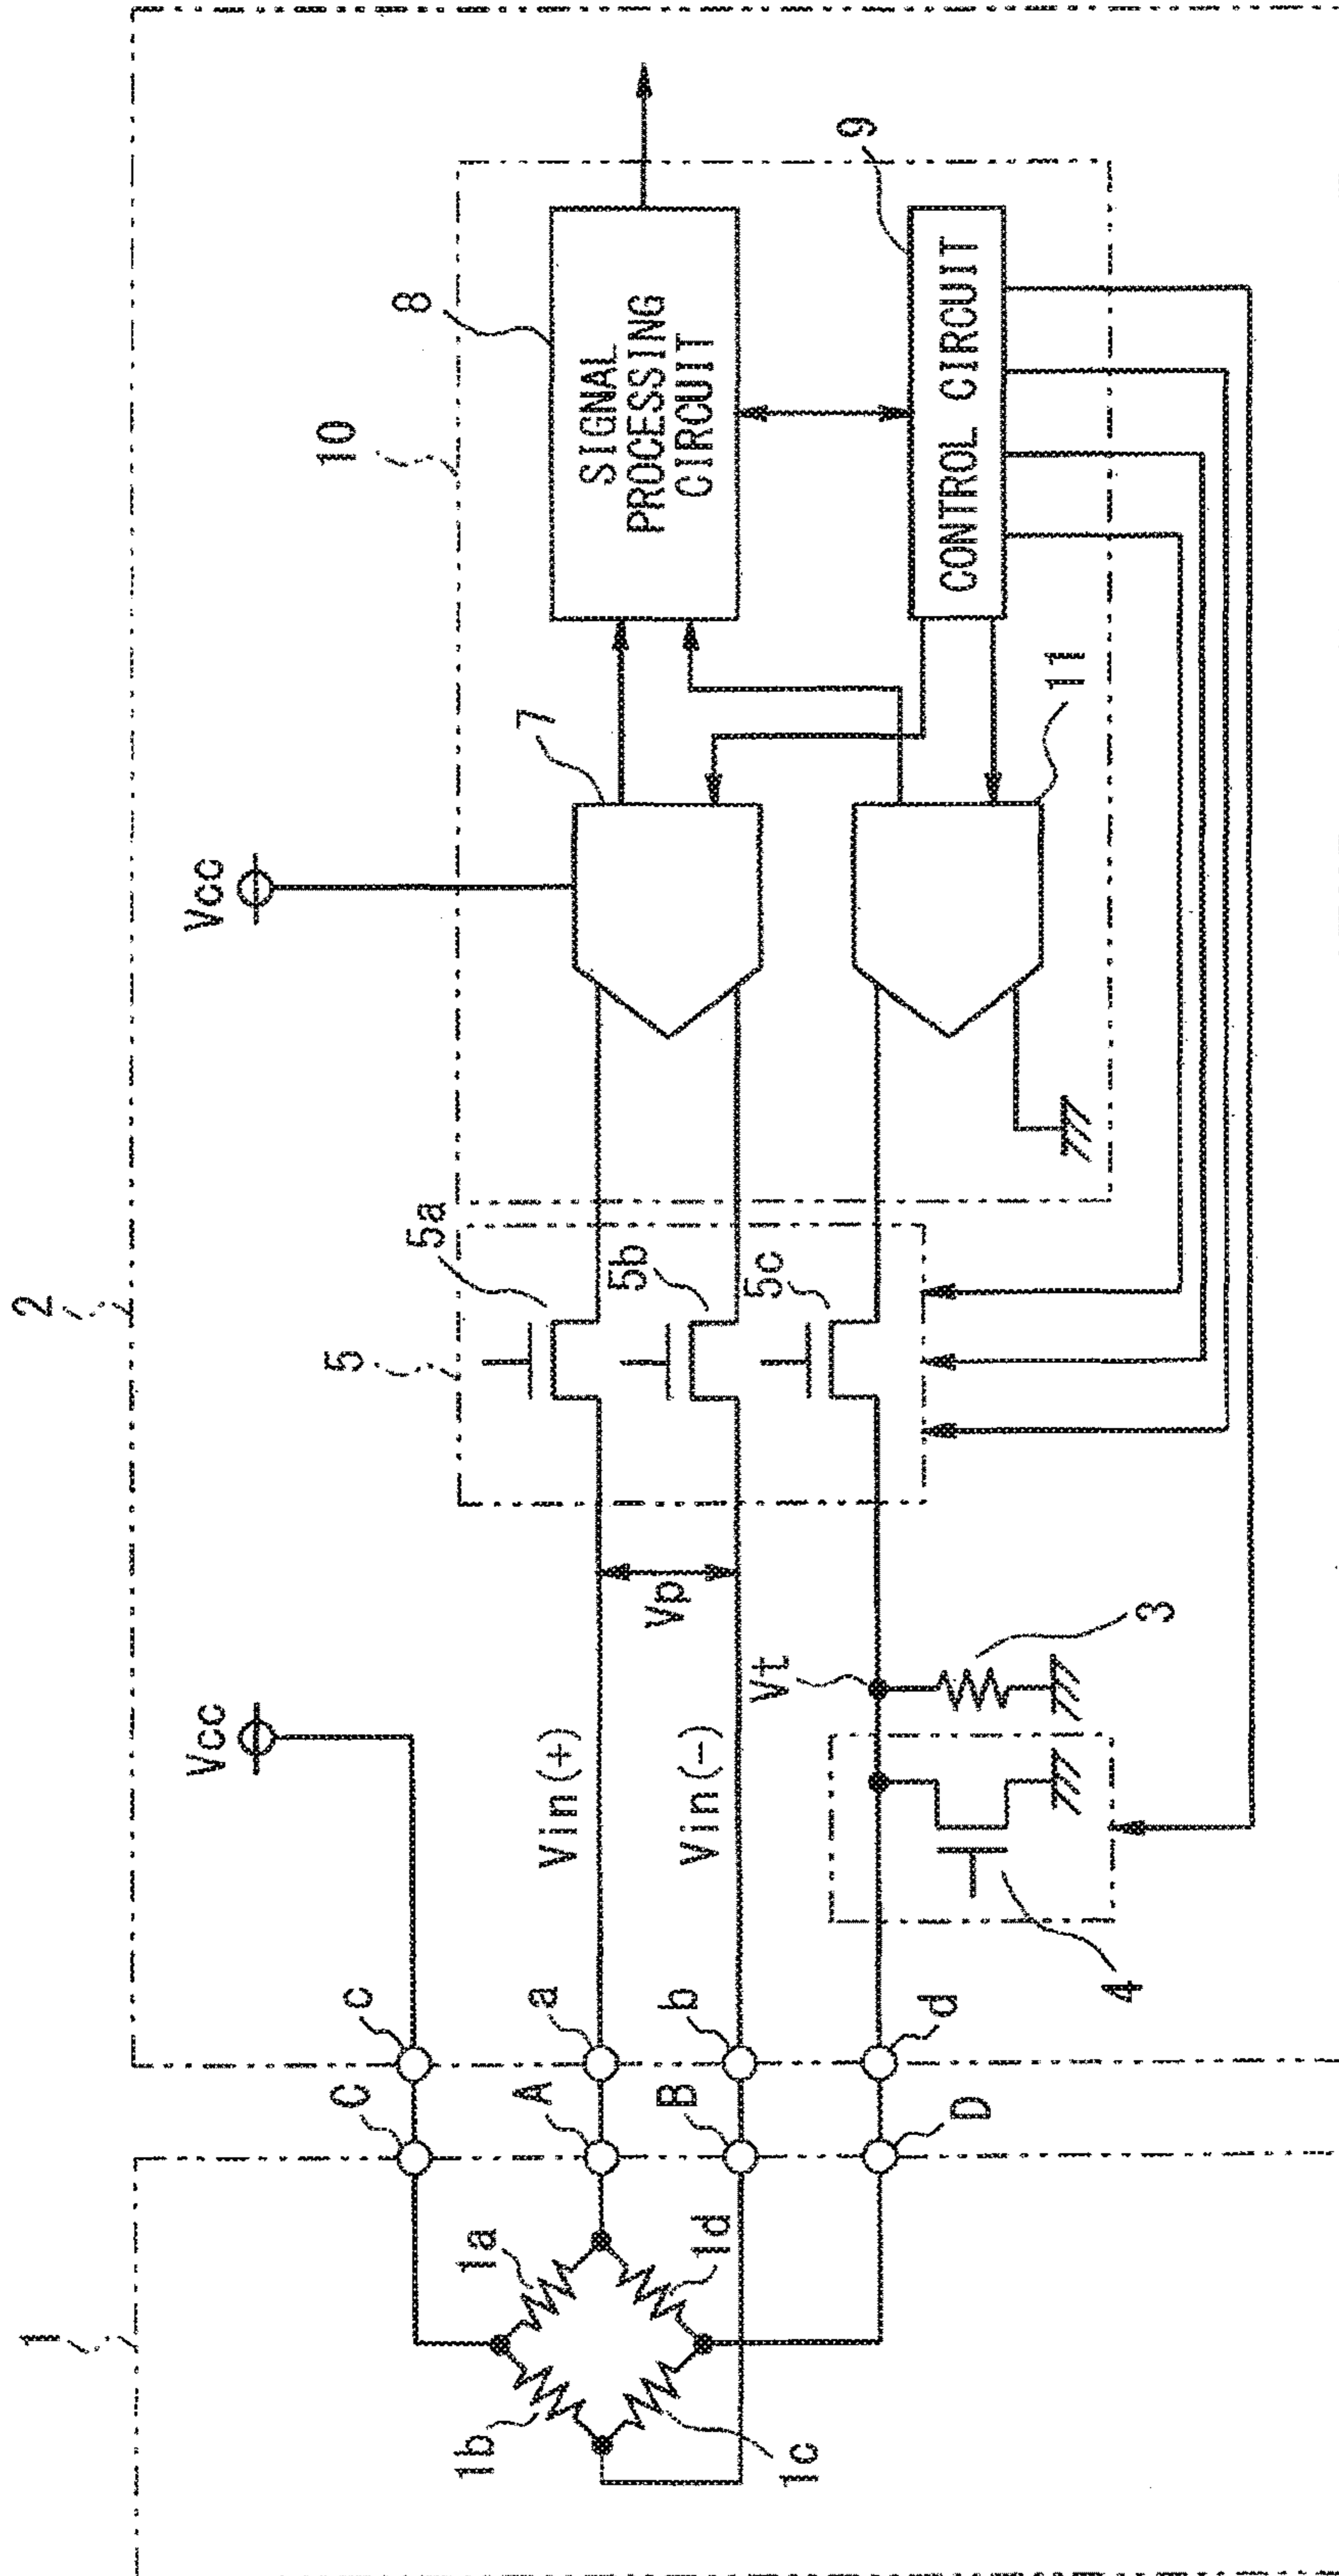 1
2
1a
1b
1c
1d
C
A
B
D
c
a
b
d
Vcc
Vin(+)
Vin(-)
Vp
Vt
3
4
5
5a
5b
5c
Vcc
7
10
8
SIGNAL
PROCESSING
CIRCUIT
9
CONTROL CIRCUIT
11